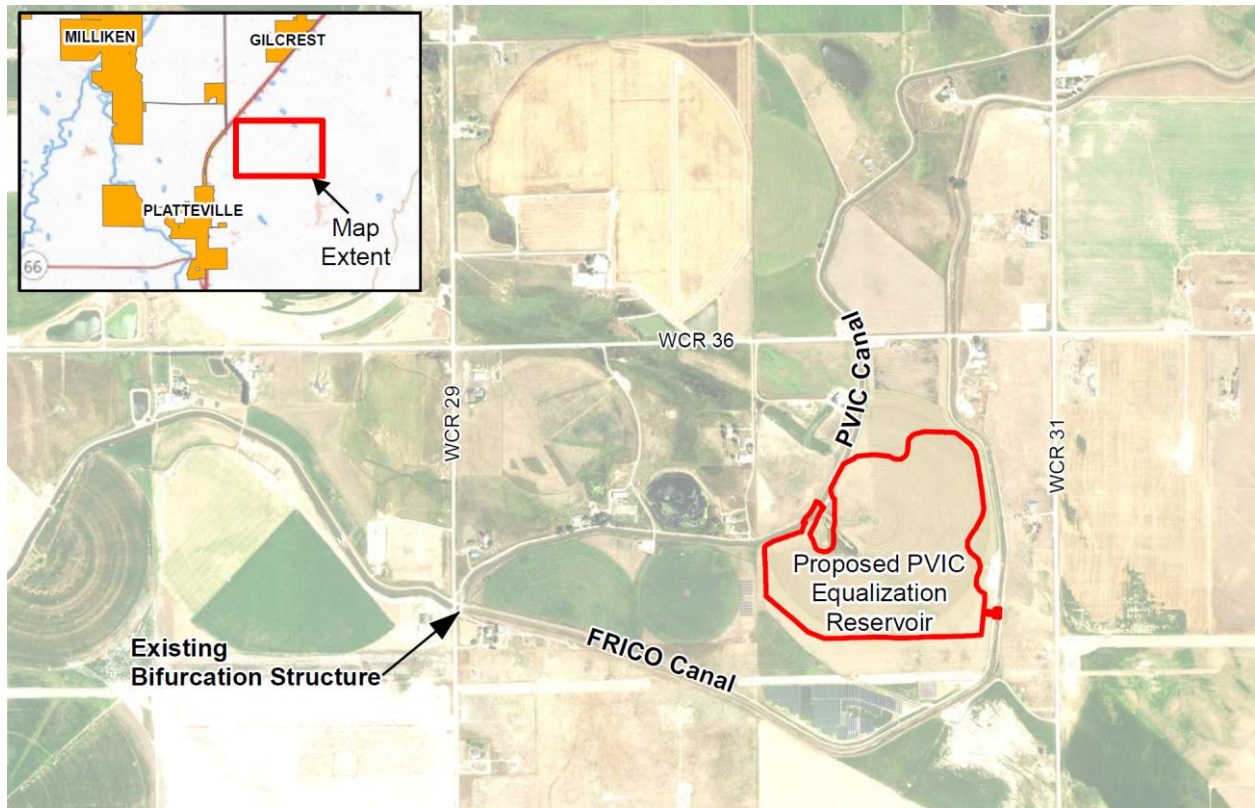 MILLIKEN
GILCREST
PLATTEVILLE
66
Map
Extent
WCR 36
PVIC Canal
WCR 29
WCR 31
Proposed PVIC
Equalization
Reservoir
Existing
Bifurcation Structure
FRICO Canal